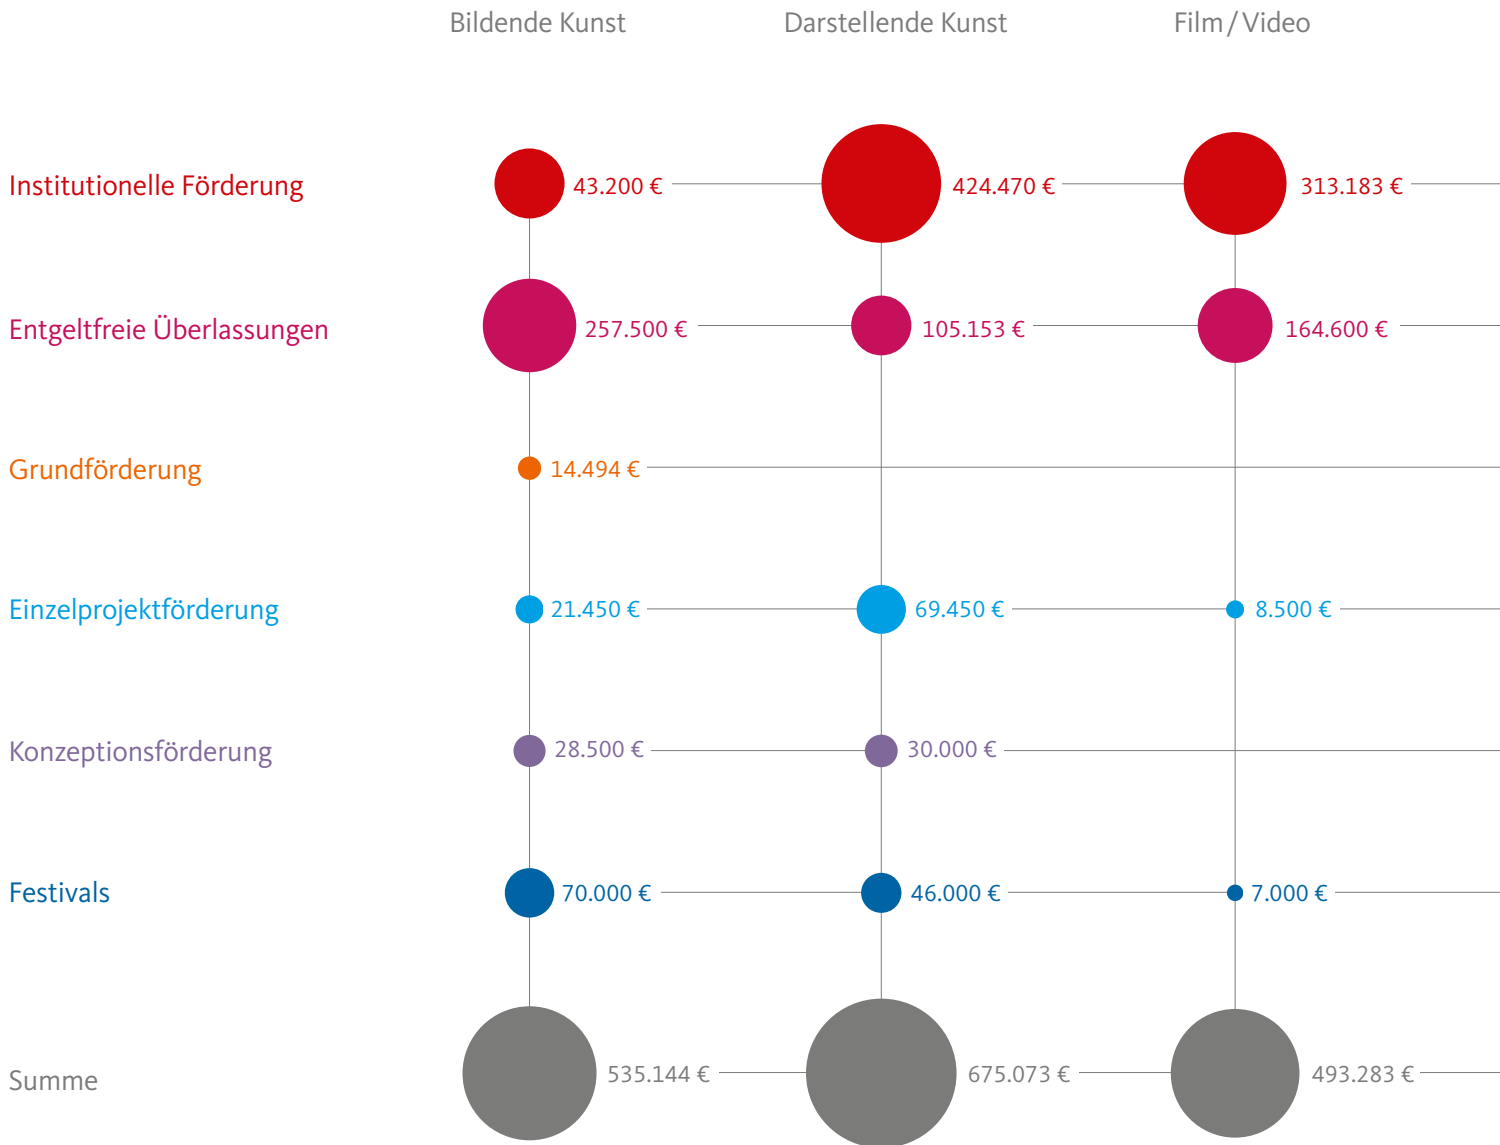 Bildende Kunst Darstellende Kunst Film / Video
Institutionelle Förderung 43.200 € 424.470 € 313.183 €
Entgeltfreie Überlassungen 257.500 € 105.153 € 164.600 €
Grundförderung 14.494 €
Einzelprojektförderung 21.450 € 69.450 € 8.500 €
Konzeptionsförderung 28.500 € 30.000 €
Festivals 70.000 € 46.000 € 7.000 €
Summe 535.144 € 675.073 € 493.283 €